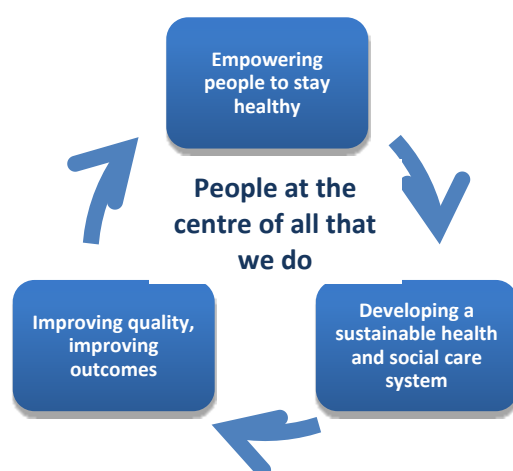 Empowering
people to stay
healthy
People at the
centre of all that
we do
Improving quality,
improving
outcomes
Developing a
sustainable health
and social care
system